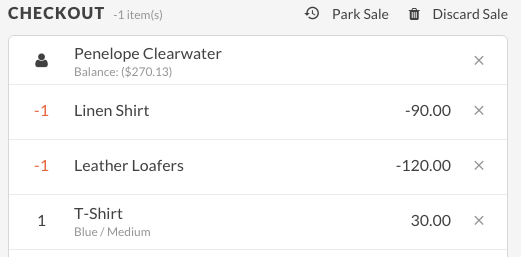 CHECKOUT -1 item(s) Park Sale Discard Sale
Penelope Clearwater
Balance: ($270.13)
-1 Linen Shirt -90.00
-1 Leather Loafers -120.00
1 T-Shirt 30.00
Blue / Medium